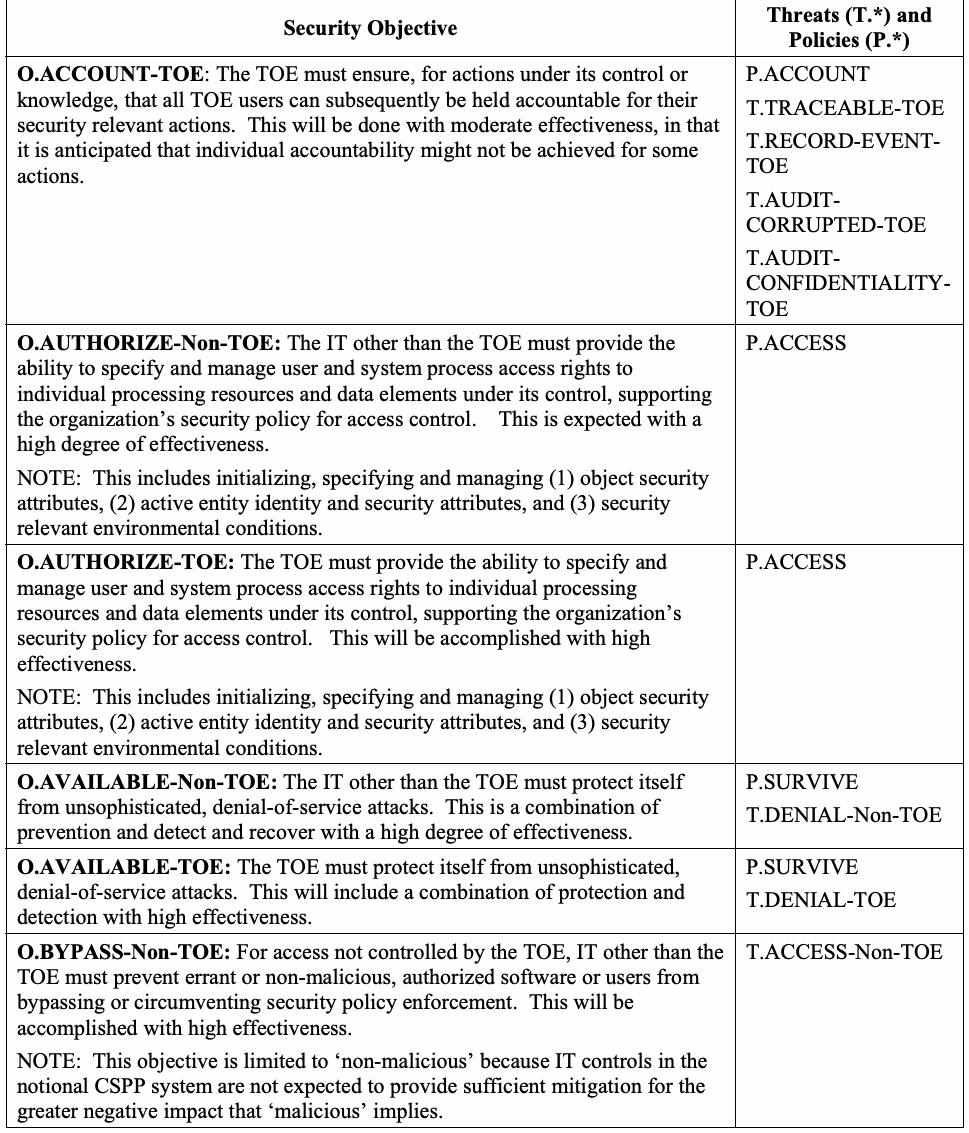 Security Objective
Threats (T.*) and
Policies (P.*)
O.ACCOUNT-TOE: The TOE must ensure, for actions under its control or
knowledge, that all TOE users can subsequently be held accountable for their
security relevant actions.  This will be done with moderate effectiveness, in that
it is anticipated that individual accountability might not be achieved for some
actions.
P.ACCOUNT
T.TRACEABLE-TOE
T.RECORD-EVENT-
TOE
T.AUDIT-
CORRUPTED-TOE
T.AUDIT-
CONFIDENTIALITY-
TOE
O.AUTHORIZE-Non-TOE: The IT other than the TOE must provide the
ability to specify and manage user and system process access rights to
individual processing resources and data elements under its control, supporting
the organization’s security policy for access control.    This is expected with a
high degree of effectiveness.
NOTE:  This includes initializing, specifying and managing (1) object security
attributes, (2) active entity identity and security attributes, and (3) security
relevant environmental conditions.
P.ACCESS
O.AUTHORIZE-TOE: The TOE must provide the ability to specify and
manage user and system process access rights to individual processing
resources and data elements under its control, supporting the organization’s
security policy for access control.   This will be accomplished with high
effectiveness.
NOTE:  This includes initializing, specifying and managing (1) object security
attributes, (2) active entity identity and security attributes, and (3) security
relevant environmental conditions.
P.ACCESS
O.AVAILABLE-Non-TOE: The IT other than the TOE must protect itself
from unsophisticated, denial-of-service attacks.  This is a combination of
prevention and detect and recover with a high degree of effectiveness.
P.SURVIVE
T.DENIAL-Non-TOE
O.AVAILABLE-TOE: The TOE must protect itself from unsophisticated,
denial-of-service attacks.  This will include a combination of protection and
detection with high effectiveness.
P.SURVIVE
T.DENIAL-TOE
O.BYPASS-Non-TOE: For access not controlled by the TOE, IT other than the
TOE must prevent errant or non-malicious, authorized software or users from
bypassing or circumventing security policy enforcement.  This will be
accomplished with high effectiveness.
NOTE:  This objective is limited to ‘non-malicious’ because IT controls in the
notional CSPP system are not expected to provide sufficient mitigation for the
greater negative impact that ‘malicious’ implies.
T.ACCESS-Non-TOE